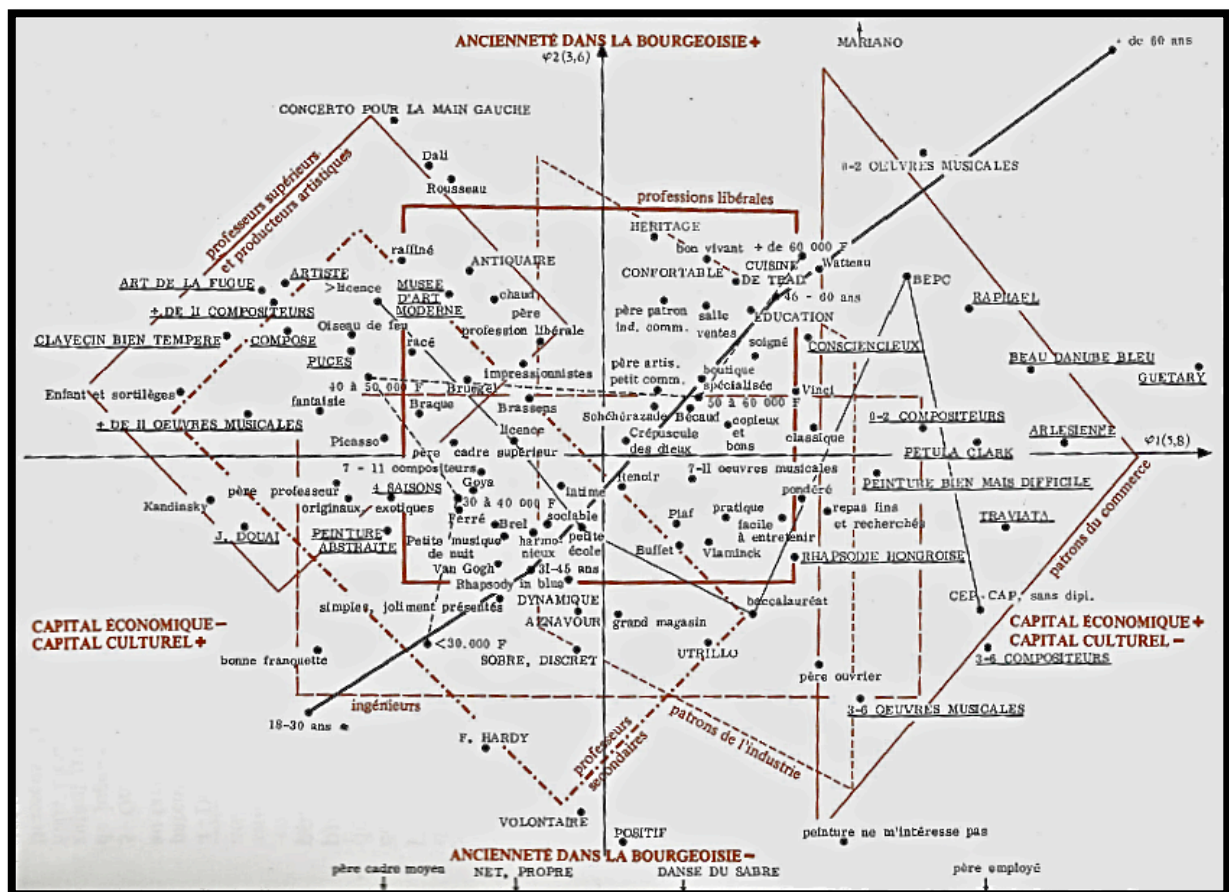 ANCIENNETÉ DANS LA BOURGEOISIE +
φ2(3,6)
MARIANO
+ de 60 ans
CONCERTO POUR LA MAIN GAUCHE
Dali
Rousseau
0-2 OEUVRES MUSICALES
professeurs supérieurs
et producteurs artistiques
professions libérales
HERITAGE
raffiné
bon vivant
+ de 60 000 F
ANTIQUAIRE
CONFORTABLE
CUISINE
DE TRAD.
Watteau
ART DE LA FUGUE
ARTISTE
>licence
MUSEE
D'ART
MODERNE
chaud
46 - 60 ans
BEPC
RAPHAEL
+ DE 11 COMPOSITEURS
père
profession libérale
père patron
ind. comm.
salle
ventes
EDUCATION
Oiseau de feu
CLAVECIN BIEN TEMPERE
COMPOSE
PUCES
racé
soigné
CONSCIENCIEUX
impressionnistes
père artis.
petit comm.
boutique
spécialisée
BEAU DANUBE BLEU
GUETARY
40 à 50.000 F
Bruegel
Vinci
Enfant et sortilèges
fantaisie
Braque
Brassens
50 à 60 000 F
Schéhérazade
Bécaud
+ DE 11 OEUVRES MUSICALES
licence
Crépuscule
des dieux
copieux
et
bons
classique
0-2 COMPOSITEURS
ARLESIENNE
Picasso
père cadre supérieur
PETULA CLARK
φ1(5,8)
7 - 11 compositeurs
Goya
Renoir
7-11 oeuvres musicales
PEINTURE BIEN MAIS DIFFICILE
père professeur
4 SAISONS
Intime
pondéré
Kandinsky
originaux
exotiques
30 à 40 000 F
Ferré
Brel
sociable
Piaf
pratique
facile
à entretenir
repas fins
et recherchés
TRAVIATA
patrons du commerce
J. DOUAI
PEINTURE
ABSTRAITE
Petite musique
de nuit
harmo-
nieux
petite
école
Buffet
Vlaminck
RHAPSODIE HONGROISE
Van Gogh
31-45 ans
Rhapsody in blue
simples, joliment présentés
DYNAMIQUE
baccalauréat
CEP-CAP, sans dipl.
AZNAVOUR
grand magasin
CAPITAL ÉCONOMIQUE −
CAPITAL CULTUREL +
CAPITAL ÉCONOMIQUE +
CAPITAL CULTUREL −
<30.000 F
bonne franquette
SOBRE, DISCRET
UTRILLO
3-6 COMPOSITEURS
père ouvrier
ingénieurs
3-6 OEUVRES MUSICALES
18-30 ans
F. HARDY
professeurs
secondaires
patrons de l'industrie
VOLONTAIRE
POSITIF
peinture ne m'intéresse pas
ANCIENNETÉ DANS LA BOURGEOISIE −
père cadre moyen
NET, PROPRE
DANSE DU SABRE
père employé